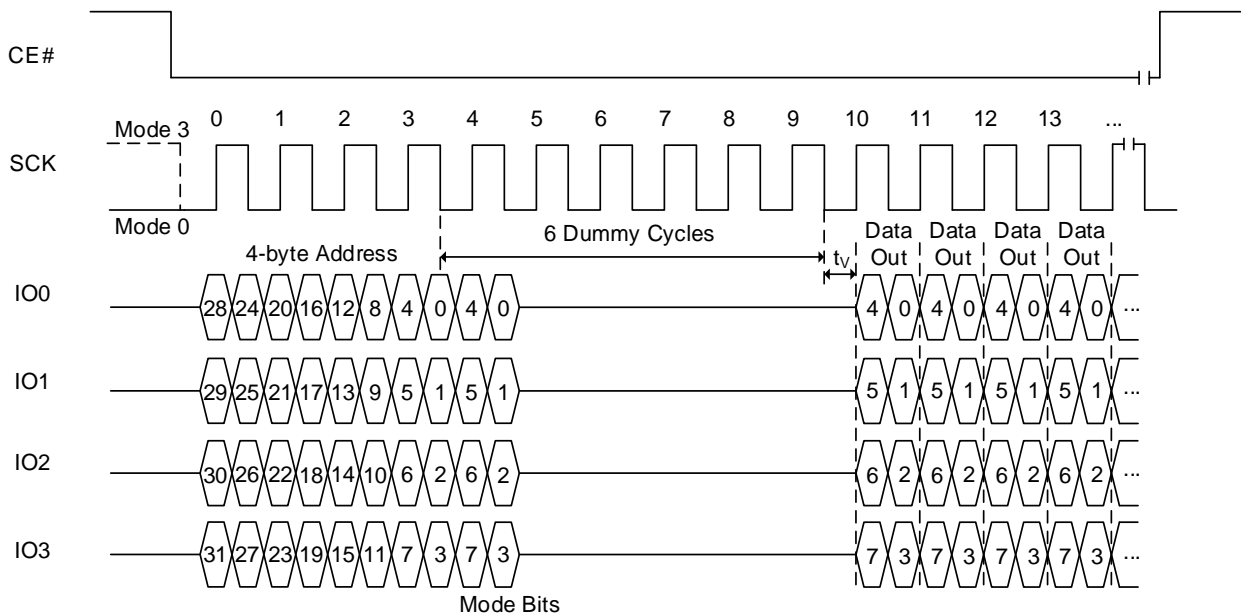 CE#
0 1 2 3 4 5 6 7 8 9 10 11 12 13 ...
Mode 3
SCK
Mode 0
6 Dummy Cycles
Data Out Data Out Data Out Data Out
4-byte Address
tV
IO0 28 24 20 16 12 8 4 0 4 0 4 0 4 0 4 0 4 0 ...
IO1 29 25 21 17 13 9 5 1 5 1 5 1 5 1 5 1 5 1 ...
IO2 30 26 22 18 14 10 6 2 6 2 6 2 6 2 6 2 6 2 ...
IO3 31 27 23 19 15 11 7 3 7 3 7 3 7 3 7 3 7 3 ...
Mode Bits